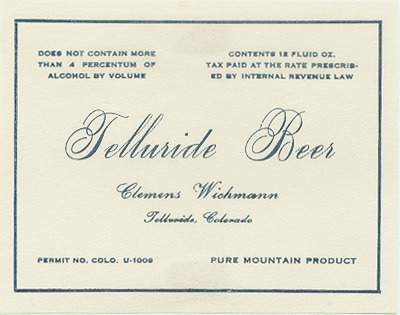 DOES NOT CONTAIN MORE
THAN 4 PERCENTUM OF
ALCOHOL BY VOLUME
CONTENTS 12 FLUID OZ.
TAX PAID AT THE RATE PRESCRIB-
ED BY INTERNAL REVENUE LAW
Telluride Beer
Clemens Wichmann
Telluride, Colorado
PERMIT NO. COLO. U-1009
PURE MOUNTAIN PRODUCT